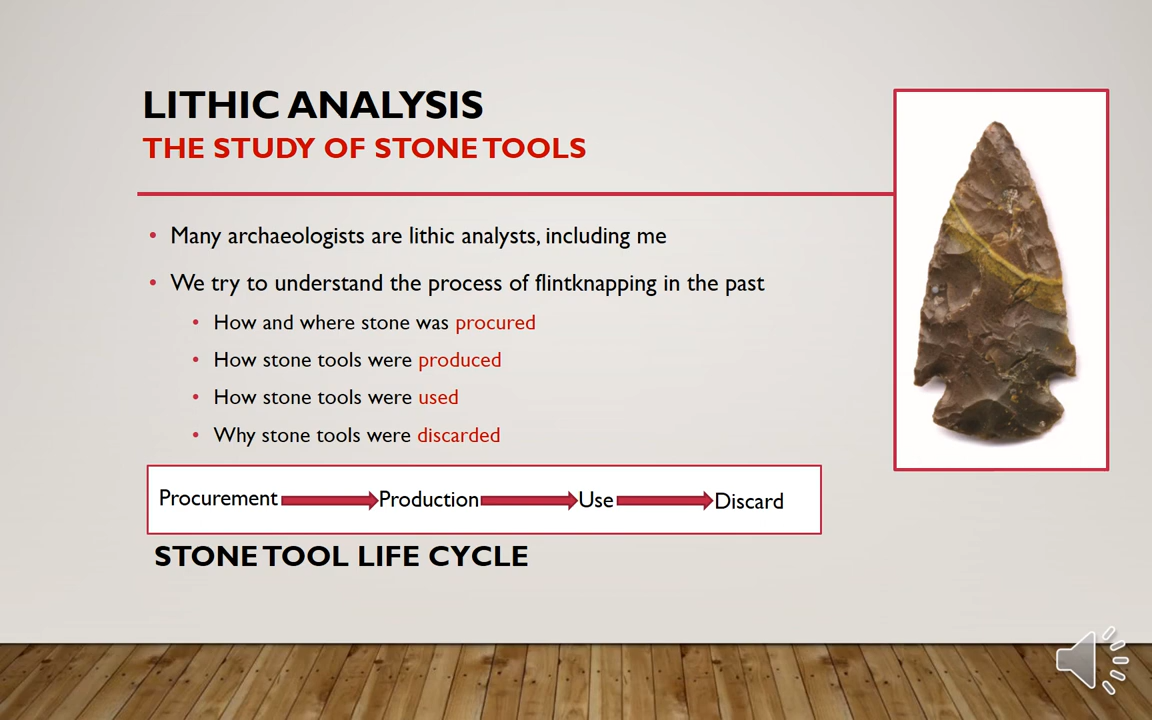 LITHIC ANALYSIS
THE STUDY OF STONE TOOLS
• Many archaeologists are lithic analysts, including me
• We try to understand the process of flintknapping in the past
• How and where stone was procured
• How stone tools were produced
• How stone tools were used
• Why stone tools were discarded
Procurement Production Use Discard
STONE TOOL LIFE CYCLE